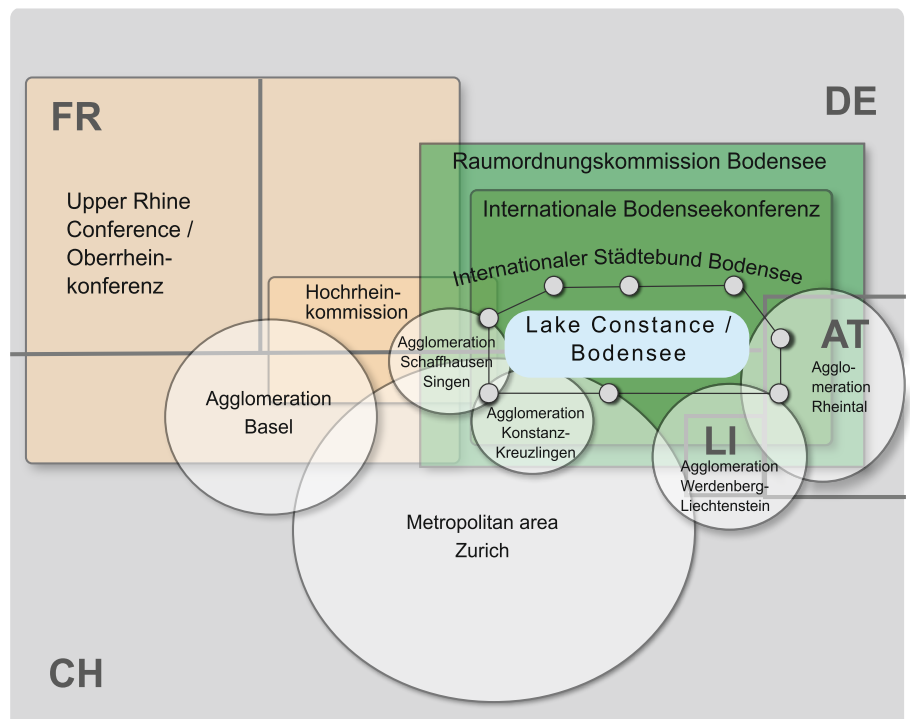 FR
DE
Upper Rhine
Conference /
Oberrhein-
konferenz
Raumordnungskommission Bodensee
Internationale Bodenseekonferenz
Internationaler Städtebund Bodensee
Hochrhein-
kommission
Lake Constance /
Bodensee
AT
Agglo-
meration
Rheintal
Agglomeration
Schaffhausen
Singen
Agglomeration
Basel
Agglomeration
Konstanz-
Kreuzlingen
LI
Agglomeration
Werdenberg-
Liechtenstein
Metropolitan area
Zurich
CH